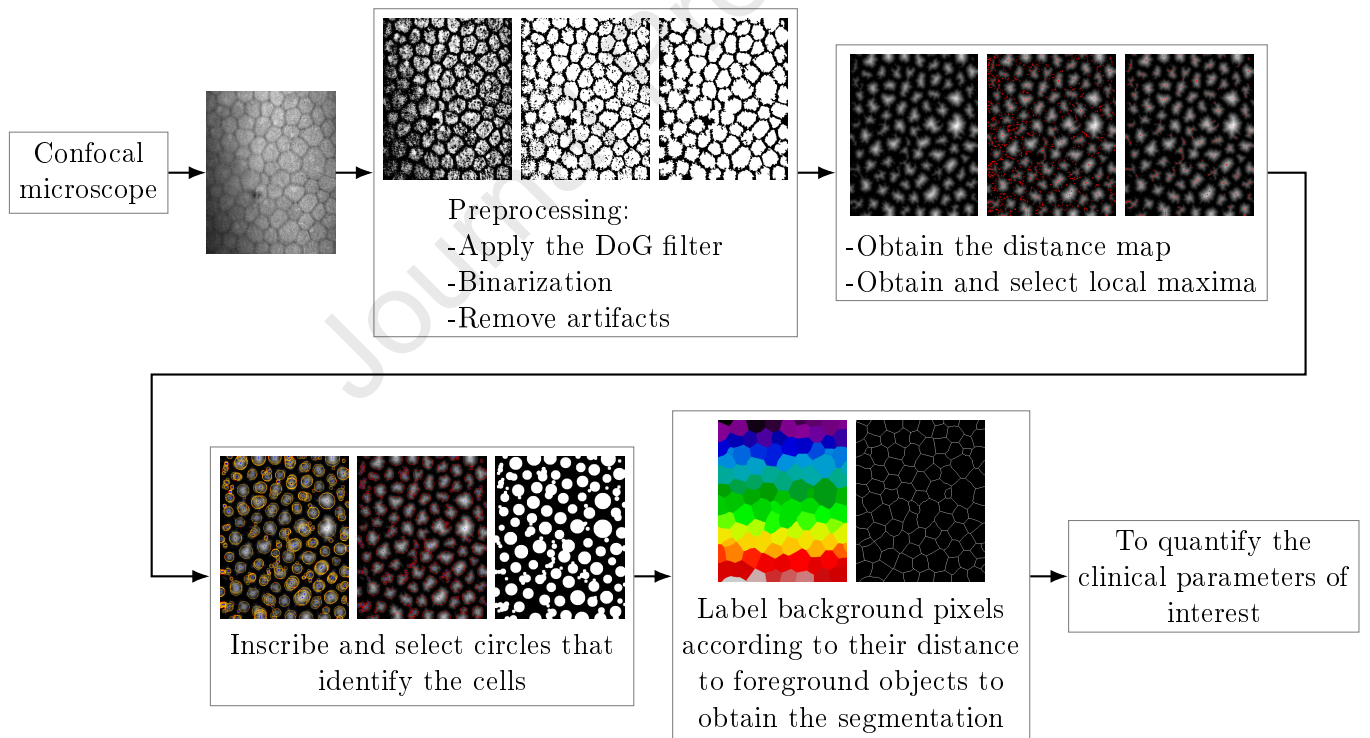 Confocal
microscope
Preprocessing:
-Apply the DoG filter
-Binarization
-Remove artifacts
-Obtain the distance map
-Obtain and select local maxima
Inscribe and select circles that
identify the cells
Label background pixels
according to their distance
to foreground objects to
obtain the segmentation
To quantify the
clinical parameters of
interest
Journal Pro